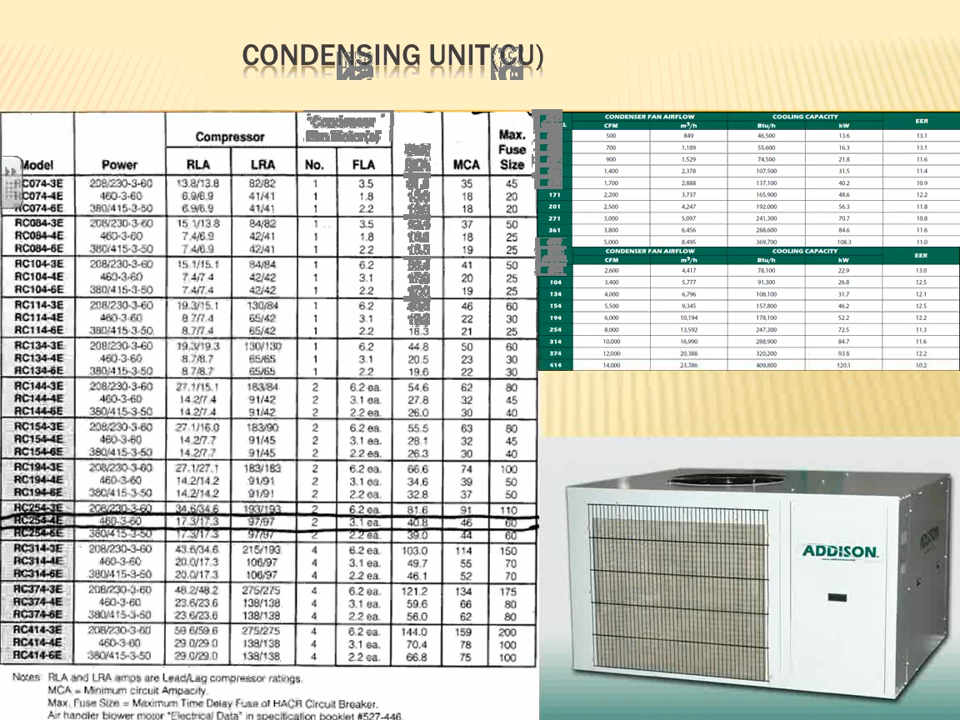 CONDENSING UNIT(CU)
Compressor "Condenser Fan Motor(s)" Max. Fuse Size
Model Power RLA LRA No. FLA MCA
RC074-3E 208/230-3-60 13.8/13.8 82/82 1 3.5 35 45
RC074-4E 460-3-60 6.9/6.9 41/41 1 1.8 18 20
RC074-6E 380/415-3-50 6.9/6.9 41/41 1 2.2 18 20
RC084-3E 208/230-3-60 15.1/13.8 84/82 1 3.5 37 50
RC084-4E 460-3-60 7.4/6.9 42/41 1 1.8 18 25
RC084-6E 380/415-3-50 7.4/6.9 42/41 1 2.2 19 25
RC104-3E 208/230-3-60 15.1/15.1 84/84 1 6.2 41 50
RC104-4E 460-3-60 7.4/7.4 42/42 1 3.1 20 25
RC104-6E 380/415-3-50 7.4/7.4 42/42 1 2.2 19 25
RC114-3E 208/230-3-60 19.3/15.1 130/84 1 6.2 46 60
RC114-4E 460-3-60 8.7/7.4 65/42 1 3.1 22 30
RC114-6E 380/415-3-50 8.7/7.4 65/42 1 2.2 18.3 21 25
RC134-3E 208/230-3-60 19.3/19.3 130/130 1 6.2 44.8 50 60
RC134-4E 460-3-60 8.7/8.7 65/65 1 3.1 20.5 23 30
RC134-6E 380/415-3-50 8.7/8.7 65/65 1 2.2 19.6 22 30
RC144-3E 208/230-3-60 27.1/15.1 183/84 2 6.2 ea. 54.6 62 80
RC144-4E 460-3-60 14.2/7.4 91/42 2 3.1 ea. 27.8 32 45
RC144-6E 380/415-3-50 14.2/7.4 91/42 2 2.2 ea. 26.0 30 40
RC154-3E 208/230-3-60 27.1/16.0 183/90 2 6.2 ea. 55.5 63 80
RC154-4E 460-3-60 14.2/7.7 91/45 2 3.1 ea. 28.1 32 45
RC154-6E 380/415-3-50 14.2/7.7 91/45 2 2.2 ea. 26.3 30 40
RC194-3E 208/230-3-60 27.1/27.1 183/183 2 6.2 ea. 66.6 74 100
RC194-4E 460-3-60 14.2/14.2 91/91 2 3.1 ea. 34.6 39 50
RC194-6E 380/415-3-50 14.2/14.2 91/91 2 2.2 ea. 32.8 37 50
RC254-3E 208/230-3-60 34.6/34.6 193/193 2 6.2 ea. 81.6 91 110
RC254-4E 460-3-60 17.3/17.3 97/97 2 3.1 ea. 40.8 46 60
RC254-6E 380/415-3-50 17.3/17.3 97/97 2 2.2 ea. 39.0 44 60
RC314-3E 208/230-3-60 43.6/34.6 215/193 4 6.2 ea. 103.0 114 150
RC314-4E 460-3-60 20.0/17.3 106/97 4 3.1 ea. 49.7 55 70
RC314-6E 380/415-3-50 20.0/17.3 106/97 4 2.2 ea. 46.1 52 70
RC374-3E 208/230-3-60 48.2/48.2 275/275 4 6.2 ea. 121.2 134 175
RC374-4E 460-3-60 23.6/23.6 138/138 4 3.1 ea. 59.6 66 80
RC374-6E 380/415-3-50 23.6/23.6 138/138 4 2.2 ea. 56.0 62 80
RC414-3E 208/230-3-60 59.6/59.6 275/275 4 6.2 ea. 144.0 159 200
RC414-4E 460-3-60 29.0/29.0 138/138 4 3.1 ea. 70.4 78 100
RC414-6E 380/415-3-50 29.0/29.0 138/138 4 2.2 ea. 66.8 75 100
Notes: RLA and LRA amps are Lead/Lag compressor ratings.
MCA = Minimum circuit Ampacity.
Max. Fuse Size = Maximum Time Delay Fuse of HACR Circuit Breaker.
Air handler blower motor "Electrical Data" in specification booklet #527-446.
CONDENSER FAN AIRFLOW COOLING CAPACITY EER
CFM m³/h Btu/h kW
500 849 46,500 13.6 13.1
700 1,189 55,600 16.3 13.1
900 1,529 74,500 21.8 11.6
1,400 2,378 107,500 31.5 11.4
1,700 2,888 137,100 40.2 10.9
171 2,200 3,737 165,900 48.6 12.2
201 2,500 4,247 192,000 56.3 11.8
271 3,000 5,097 241,300 70.7 10.8
361 3,800 6,456 288,600 84.6 11.6
5,000 8,495 369,700 108.3 11.0
CONDENSER FAN AIRFLOW COOLING CAPACITY EER
CFM m³/h Btu/h kW
2,600 4,417 78,100 22.9 13.0
104 3,400 5,777 91,300 26.8 12.5
134 4,000 6,796 108,100 31.7 12.1
154 5,500 9,345 157,800 46.2 12.5
194 6,000 10,194 178,100 52.2 12.2
254 8,000 13,592 247,300 72.5 11.3
314 10,000 16,990 288,900 84.7 11.6
374 12,000 20,388 320,200 93.8 12.2
414 14,000 23,786 409,800 120.1 10.2
ADDISON